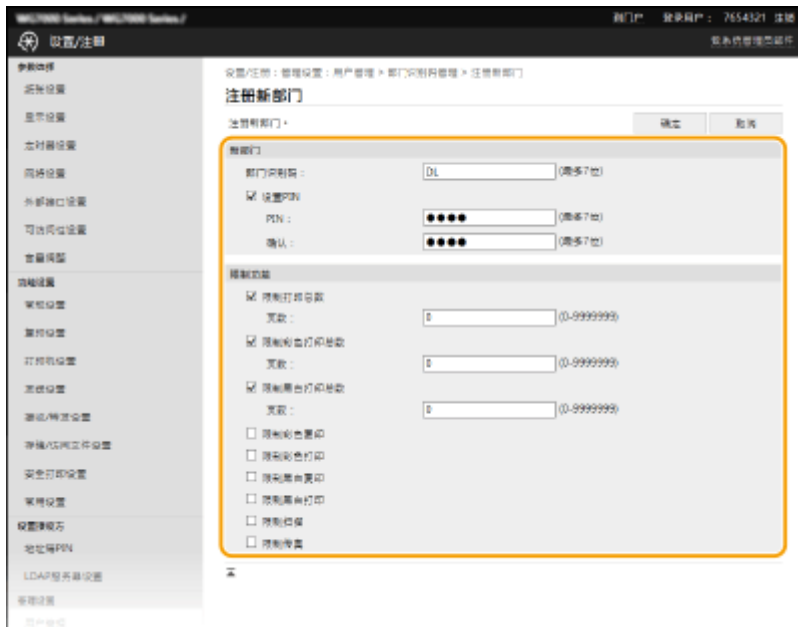 WG7000 Series / WG7000 Series /
到门户 登录用户： 7654321 注销
设置/注册
致系统管理员邮件
参数选择
纸张设置
显示设置
定时器设置
网络设置
外部接口设置
可访问性设置
音量调整
功能设置
常规设置
复印设置
打印机设置
发送设置
接收/转发设置
存储/访问文件设置
安全打印设置
常用设置
设置接收方
地址簿PIN
LDAP服务器设置
管理设置
用户管理
设置/注册：管理设置：用户管理 > 部门识别码管理 > 注册新部门
注册新部门
注册新部门。
确定 取消
新部门
部门识别码： DL (最多7位)
设置PIN
PIN： ●●●● (最多7位)
确认： ●●●● (最多7位)
限制功能
限制打印总数
页数： 0 (0-9999999)
限制彩色打印总数
页数： 0 (0-9999999)
限制黑白打印总数
页数： 0 (0-9999999)
限制彩色复印
限制彩色打印
限制黑白复印
限制黑白打印
限制扫描
限制传真